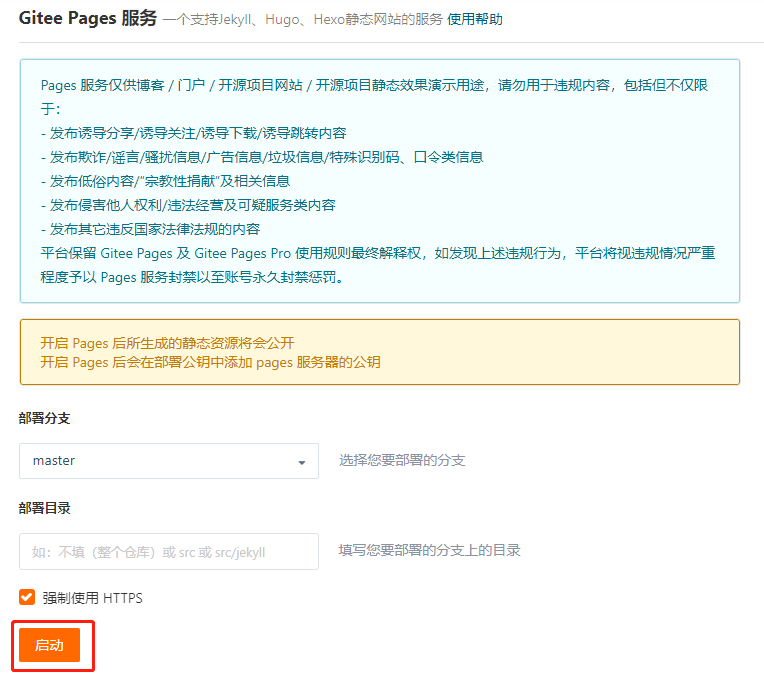 Gitee Pages 服务 一个支持Jekyll、Hugo、Hexo静态网站的服务 使用帮助
Pages 服务仅供博客 / 门户 / 开源项目网站 / 开源项目静态效果演示用途，请勿用于违规内容，包括但不仅限
于：
- 发布诱导分享/诱导关注/诱导下载/诱导跳转内容
- 发布欺诈/谣言/骚扰信息/广告信息/垃圾信息/特殊识别码、口令类信息
- 发布低俗内容/“宗教性捐献”及相关信息
- 发布侵害他人权利/违法经营及可疑服务类内容
- 发布其它违反国家法律法规的内容
平台保留 Gitee Pages 及 Gitee Pages Pro 使用规则最终解释权，如发现上述违规行为，平台将视违规情况严重
程度予以 Pages 服务封禁以至账号永久封禁惩罚。
开启 Pages 后所生成的静态资源将会公开
开启 Pages 后会在部署公钥中添加 pages 服务器的公钥
部署分支
master 选择您要部署的分支
部署目录
如：不填（整个仓库）或 src 或 src/jekyll 填写您要部署的分支上的目录
强制使用 HTTPS
启动